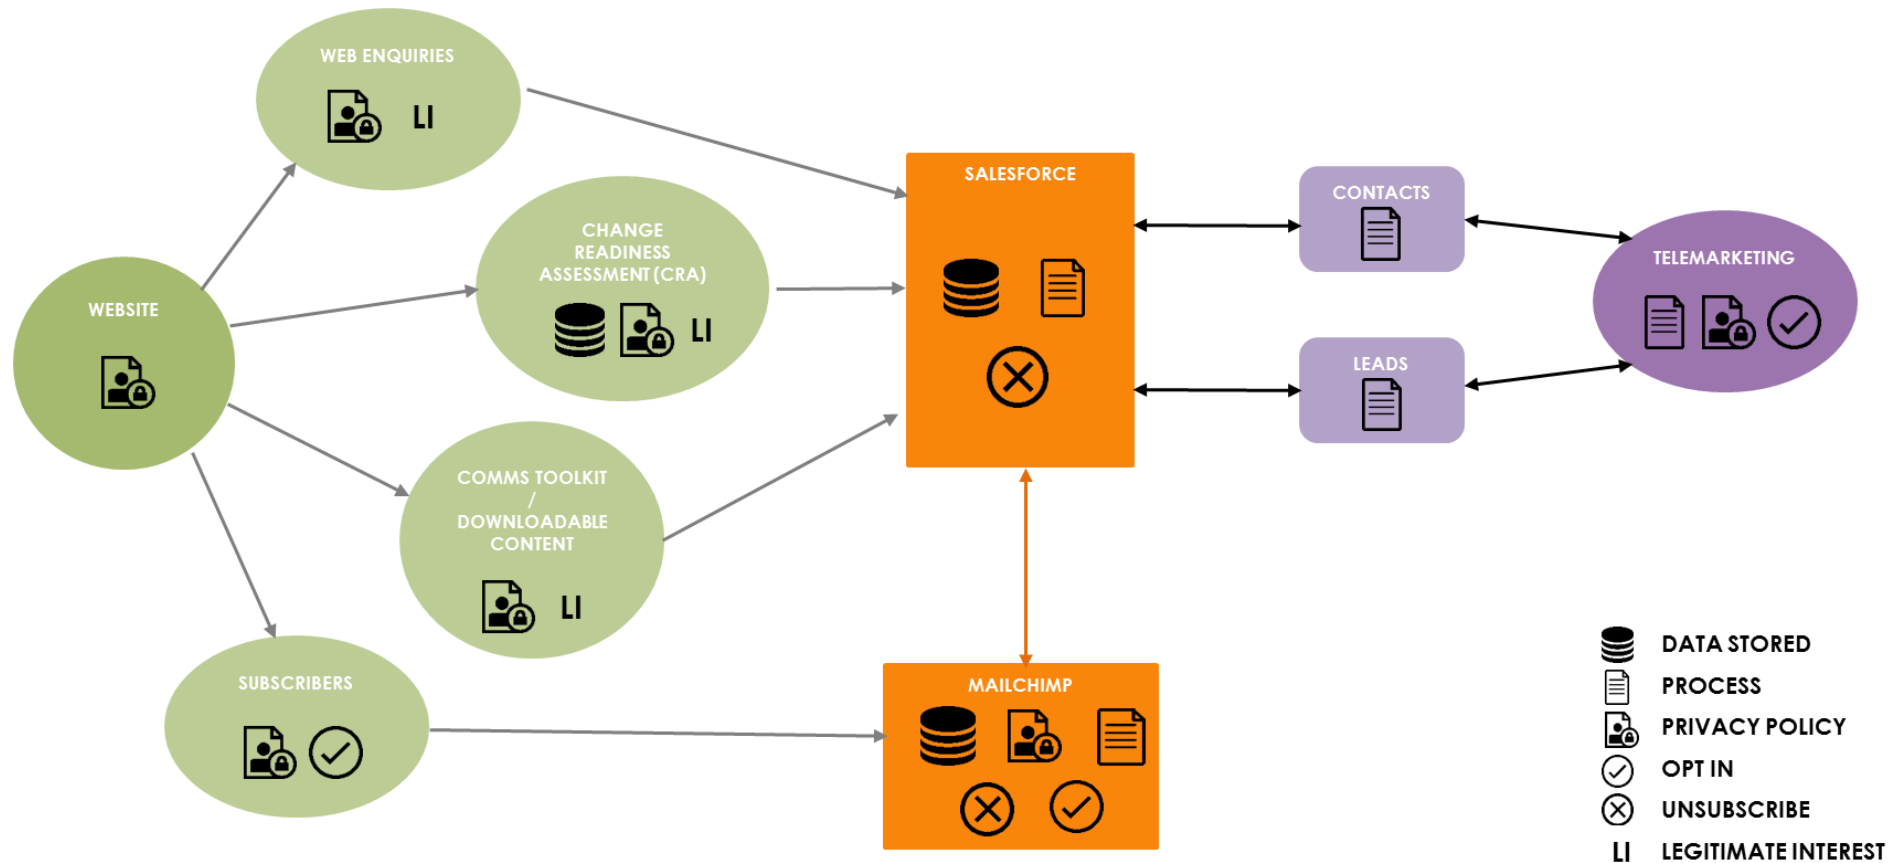 WEB ENQUIRIES
LI
CHANGE
READINESS
ASSESSMENT (CRA)
LI
WEBSITE
COMMS TOOLKIT
/
DOWNLOADABLE
CONTENT
LI
SUBSCRIBERS
SALESFORCE
MAILCHIMP
CONTACTS
LEADS
TELEMARKETING
DATA STORED
PROCESS
PRIVACY POLICY
OPT IN
UNSUBSCRIBE
LI LEGITIMATE INTEREST